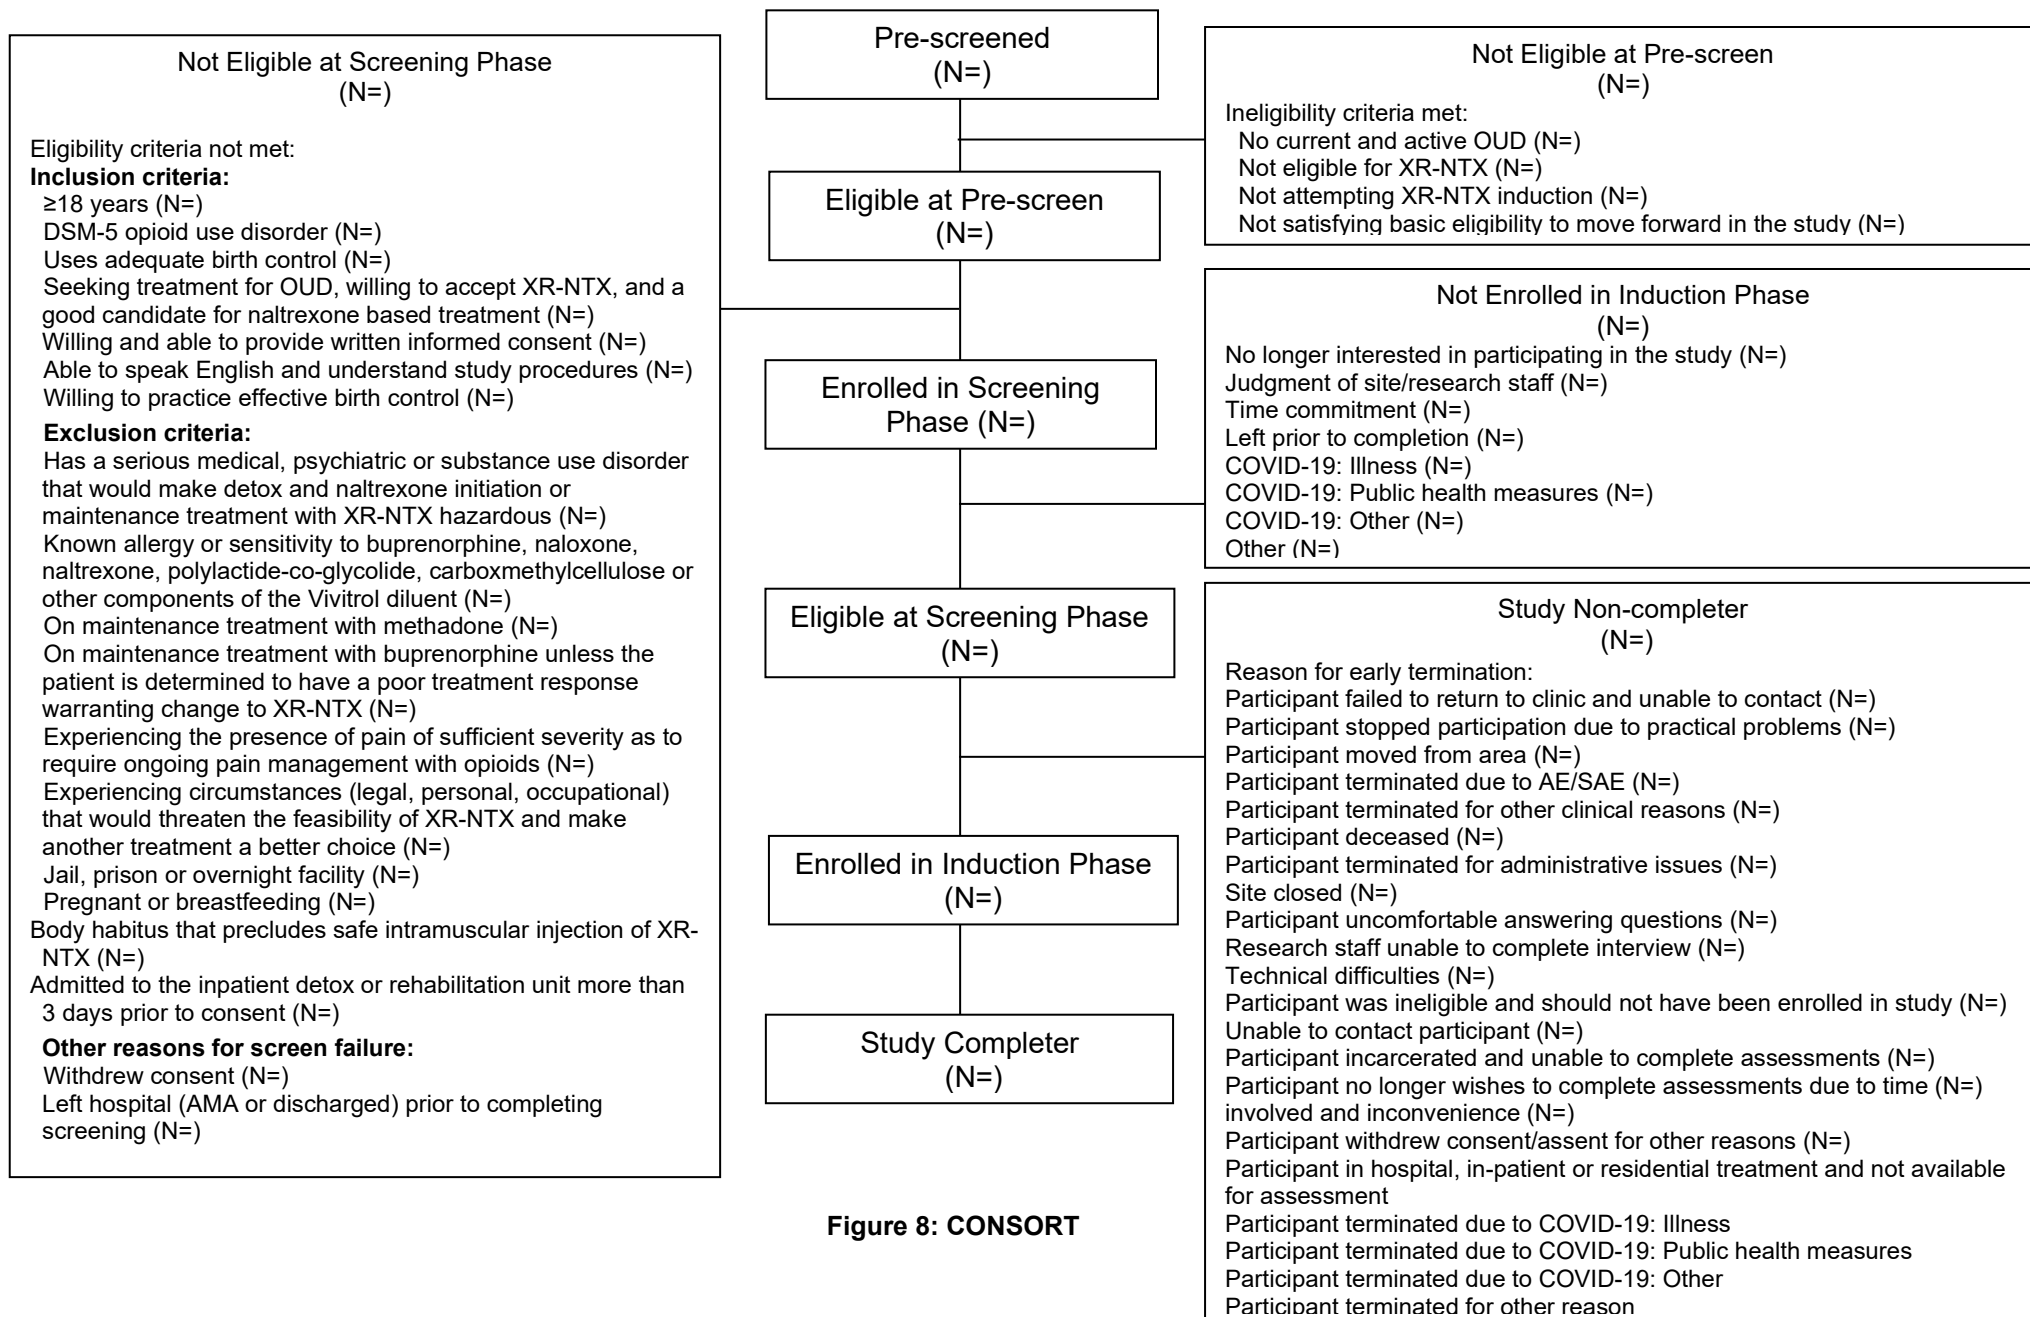 Pre-screened
(N=)
Not Eligible at Screening Phase
(N=)
Eligibility criteria not met:
Inclusion criteria:
≥18 years (N=)
DSM-5 opioid use disorder (N=)
Uses adequate birth control (N=)
Seeking treatment for OUD, willing to accept XR-NTX, and a
good candidate for naltrexone based treatment (N=)
Willing and able to provide written informed consent (N=)
Able to speak English and understand study procedures (N=)
Willing to practice effective birth control (N=)
Exclusion criteria:
Has a serious medical, psychiatric or substance use disorder
that would make detox and naltrexone initiation or
maintenance treatment with XR-NTX hazardous (N=)
Known allergy or sensitivity to buprenorphine, naloxone,
naltrexone, polylactide-co-glycolide, carboxmethylcellulose or
other components of the Vivitrol diluent (N=)
On maintenance treatment with methadone (N=)
On maintenance treatment with buprenorphine unless the
patient is determined to have a poor treatment response
warranting change to XR-NTX (N=)
Experiencing the presence of pain of sufficient severity as to
require ongoing pain management with opioids (N=)
Experiencing circumstances (legal, personal, occupational)
that would threaten the feasibility of XR-NTX and make
another treatment a better choice (N=)
Jail, prison or overnight facility (N=)
Pregnant or breastfeeding (N=)
Body habitus that precludes safe intramuscular injection of XR-
NTX (N=)
Admitted to the inpatient detox or rehabilitation unit more than
3 days prior to consent (N=)
Other reasons for screen failure:
Withdrew consent (N=)
Left hospital (AMA or discharged) prior to completing
screening (N=)
Not Eligible at Pre-screen
(N=)
Ineligibility criteria met:
No current and active OUD (N=)
Not eligible for XR-NTX (N=)
Not attempting XR-NTX induction (N=)
Not satisfying basic eligibility to move forward in the study (N=)
Eligible at Pre-screen
(N=)
Enrolled in Screening
Phase (N=)
Not Enrolled in Induction Phase
(N=)
No longer interested in participating in the study (N=)
Judgment of site/research staff (N=)
Time commitment (N=)
Left prior to completion (N=)
COVID-19: Illness (N=)
COVID-19: Public health measures (N=)
COVID-19: Other (N=)
Other (N=)
Eligible at Screening Phase
(N=)
Enrolled in Induction Phase
(N=)
Study Completer
(N=)
Study Non-completer
(N=)
Reason for early termination:
Participant failed to return to clinic and unable to contact (N=)
Participant stopped participation due to practical problems (N=)
Participant moved from area (N=)
Participant terminated due to AE/SAE (N=)
Participant terminated for other clinical reasons (N=)
Participant deceased (N=)
Participant terminated for administrative issues (N=)
Site closed (N=)
Participant uncomfortable answering questions (N=)
Research staff unable to complete interview (N=)
Technical difficulties (N=)
Participant was ineligible and should not have been enrolled in study (N=)
Unable to contact participant (N=)
Participant incarcerated and unable to complete assessments (N=)
Participant no longer wishes to complete assessments due to time (N=)
involved and inconvenience (N=)
Participant withdrew consent/assent for other reasons (N=)
Participant in hospital, in-patient or residential treatment and not available
for assessment
Participant terminated due to COVID-19: Illness
Participant terminated due to COVID-19: Public health measures
Participant terminated due to COVID-19: Other
Participant terminated for other reason
Figure 8: CONSORT